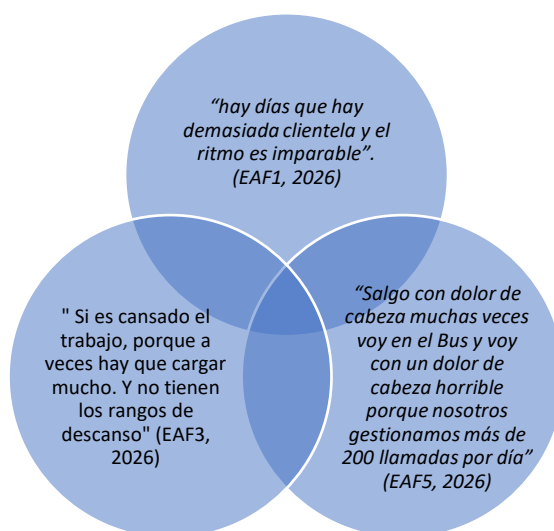 “hay días que hay
demasiada clientela y el
ritmo es imparable”.
(EAF1, 2026)
" Si es cansado el
trabajo, porque a
veces hay que cargar
mucho. Y no tienen
los rangos de
descanso" (EAF3,
2026)
“Salgo con dolor de
cabeza muchas veces
voy en el Bus y voy
con un dolor de
cabeza horrible
porque nosotros
gestionamos más de
200 llamadas por día”
(EAF5, 2026)